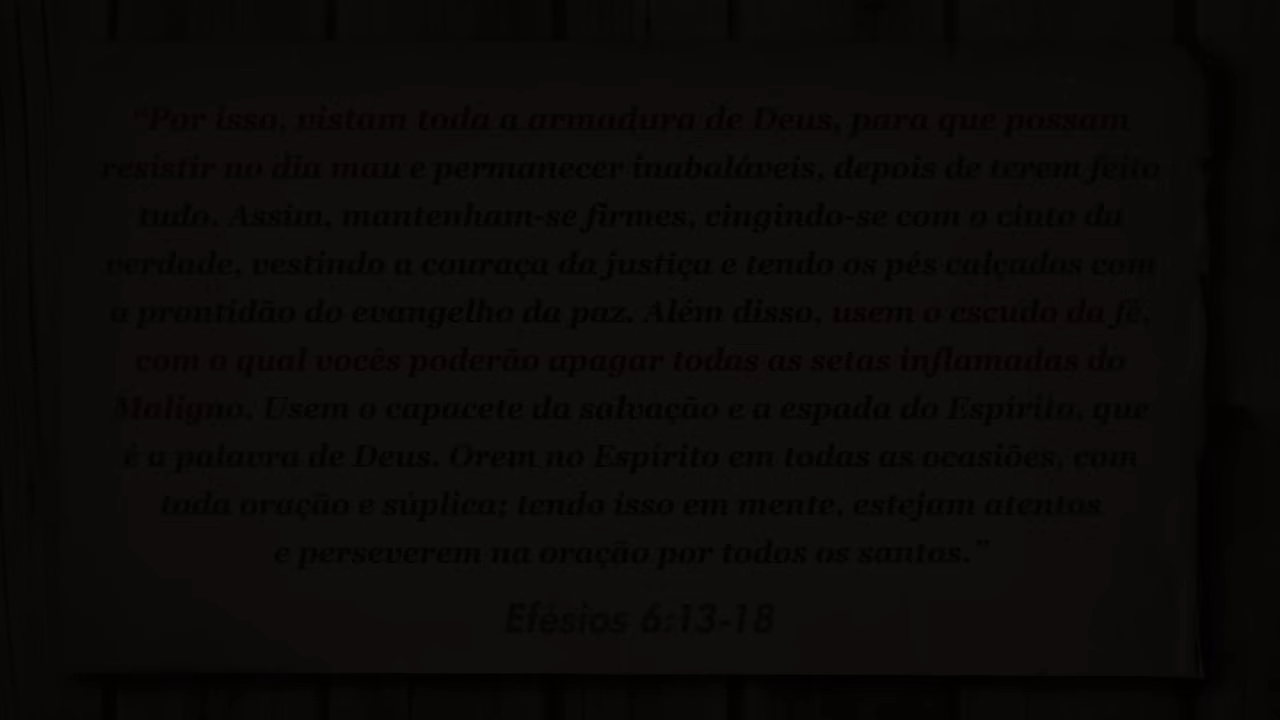 “Por isso, vistam toda a armadura de Deus, para que possam
resistir no dia mau e permanecer inabaláveis, depois de terem feito
tudo. Assim, mantenham-se firmes, cingindo-se com o cinto da
verdade, vestindo a couraça da justiça e tendo os pés calçados com
a prontidão do evangelho da paz. Além disso, usem o escudo da fé,
com o qual vocês poderão apagar todas as setas inflamadas do
Maligno. Usem o capacete da salvação e a espada do Espírito, que
é a palavra de Deus. Orem no Espírito em todas as ocasiões, com
toda oração e súplica; tendo isso em mente, estejam atentos
e perseverem na oração por todos os santos.”
Efésios 6:13-18